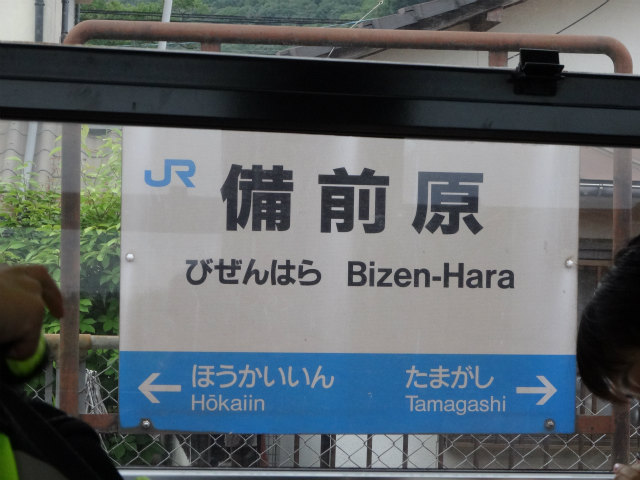 JR 備前原
びぜんはら Bizen-Hara
← ほうかいいん たまがし →
Hōkaiin Tamagashi